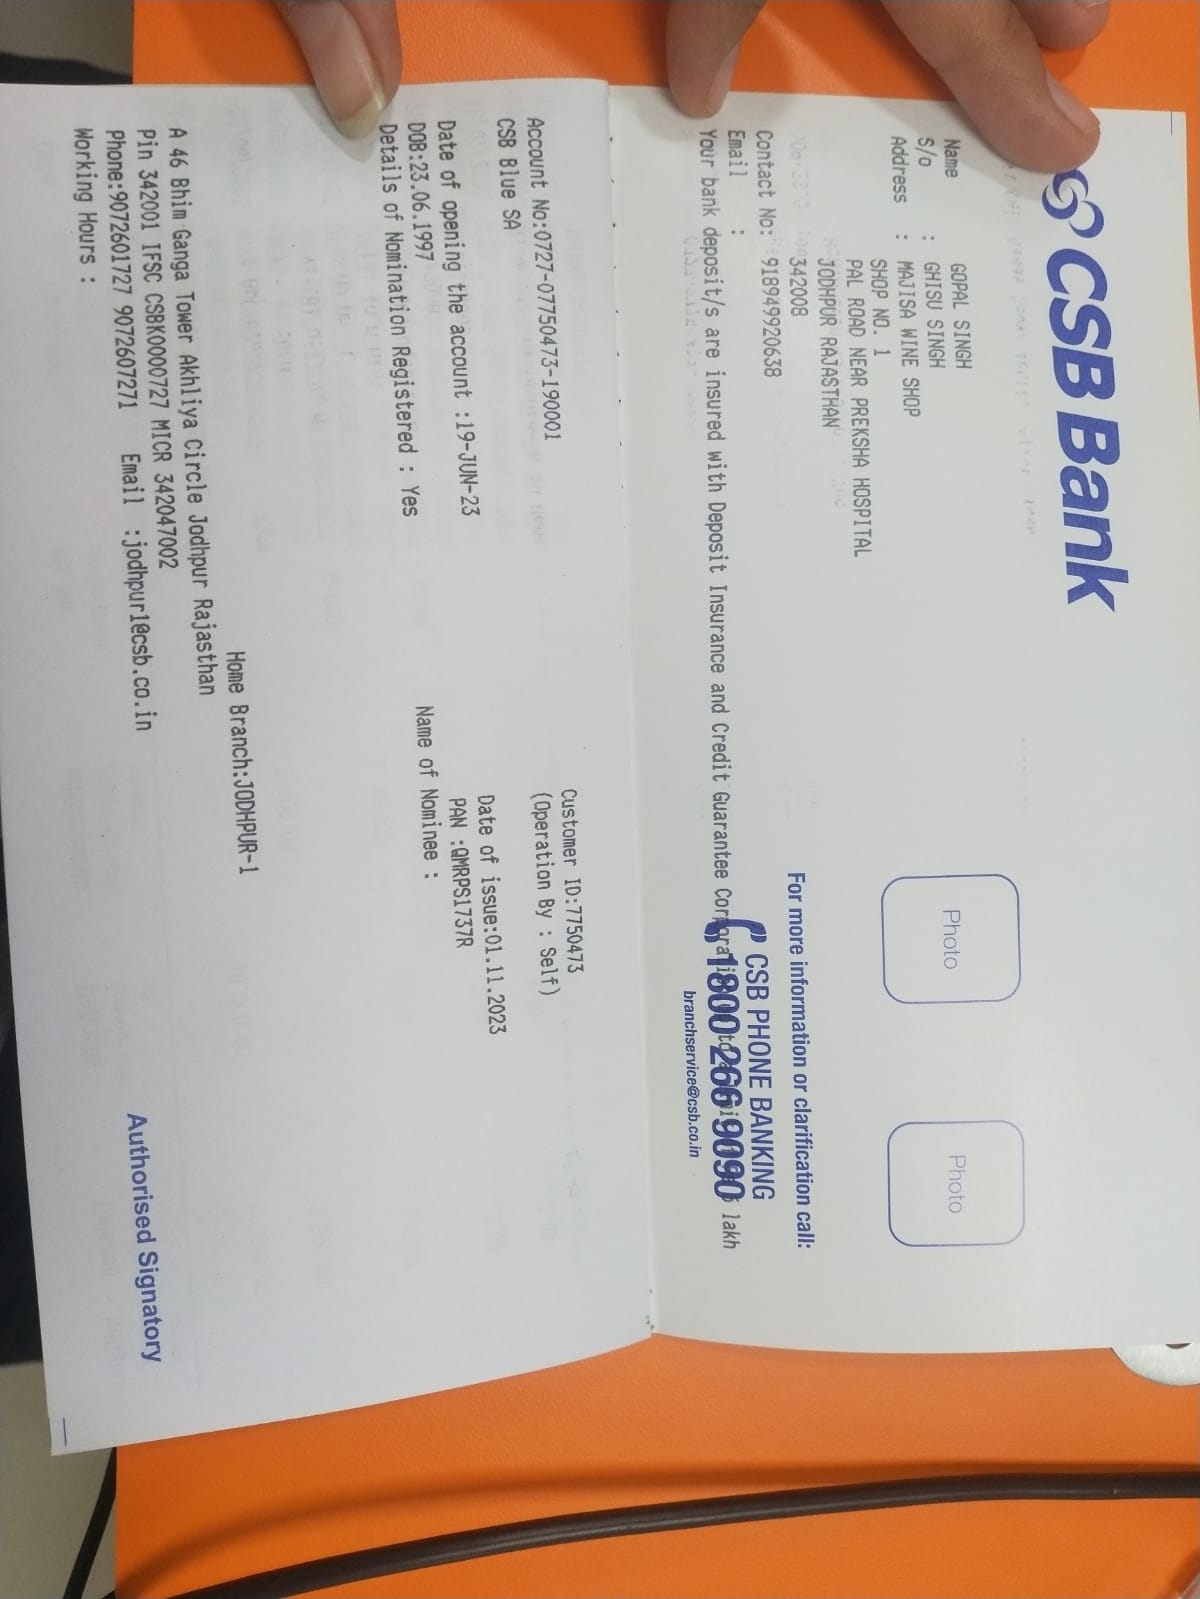 CSB Bank
Name : GOPAL SINGH
S/o : GHISU SINGH
Address : MAJISA WINE SHOP
SHOP NO. 1
PAL ROAD NEAR PREKSHA HOSPITAL
JODHPUR RAJASTHAN
342008
Contact No: 918949920638
Email :
Your bank deposit/s are insured with Deposit Insurance and Credit Guarantee lakh
Photo
Photo
For more information or clarification call:
CSB PHONE BANKING
1800 266 9090
branchservice@csb.co.in
Customer ID:7750473
Account No:0727-07750473-190001 (Operation By : Self)
CSB Blue SA
Date of issue:01.11.2023
Date of opening the account :19-JUN-23 PAN :QMRPS1737R
DOB:23.06.1997
Details of Nomination Registered : Yes Name of Nominee :
Home Branch:JODHPUR-1
A 46 Bhim Ganga Tower Akhliya Circle Jodhpur Rajasthan
Pin 342001 IFSC CSBK0000727 MICR 342047002
Phone:9072601727 9072607271 Email :jodhpur1@csb.co.in
Working Hours :
Authorised Signatory